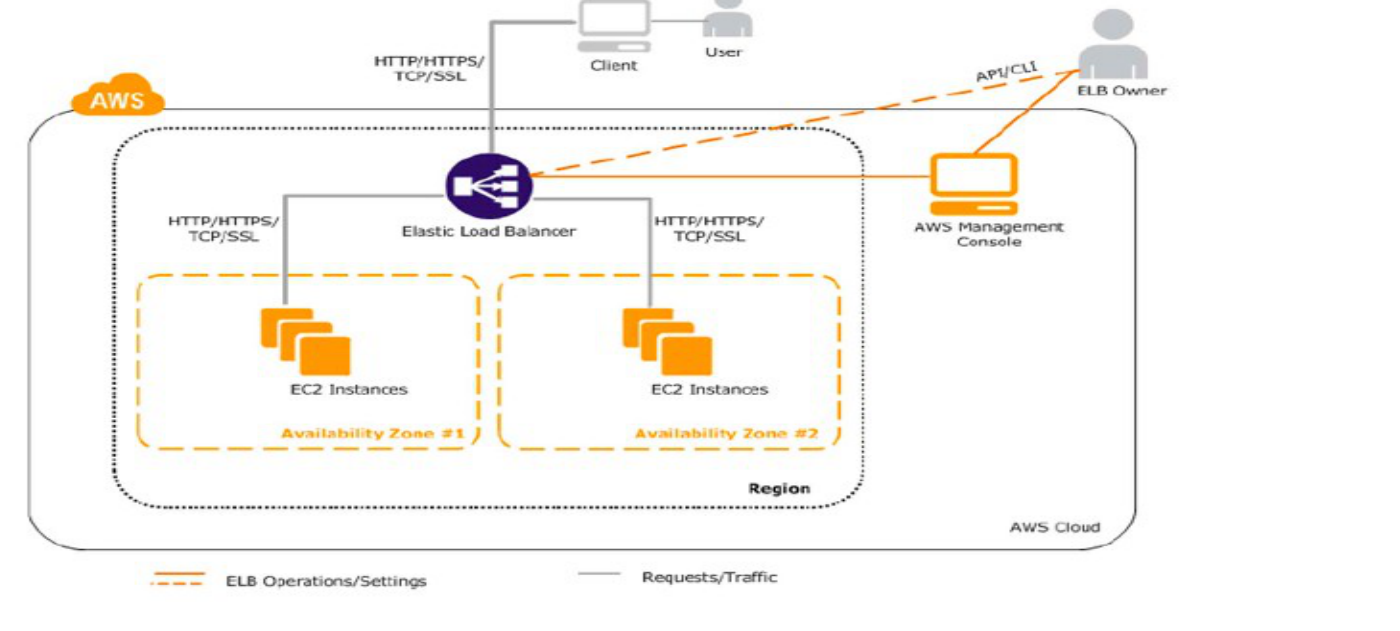 User
HTTP/HTTPS/
TCP/SSL
Client
API/CLI
ELB Owner
AWS
HTTP/HTTPS/
TCP/SSL
Elastic Load Balancer
HTTP/HTTPS/
TCP/SSL
AWS Management
Console
EC2 Instances
EC2 Instances
Availability Zone #1
Availability Zone #2
Region
AWS Cloud
ELB Operations/Settings
Requests/Traffic